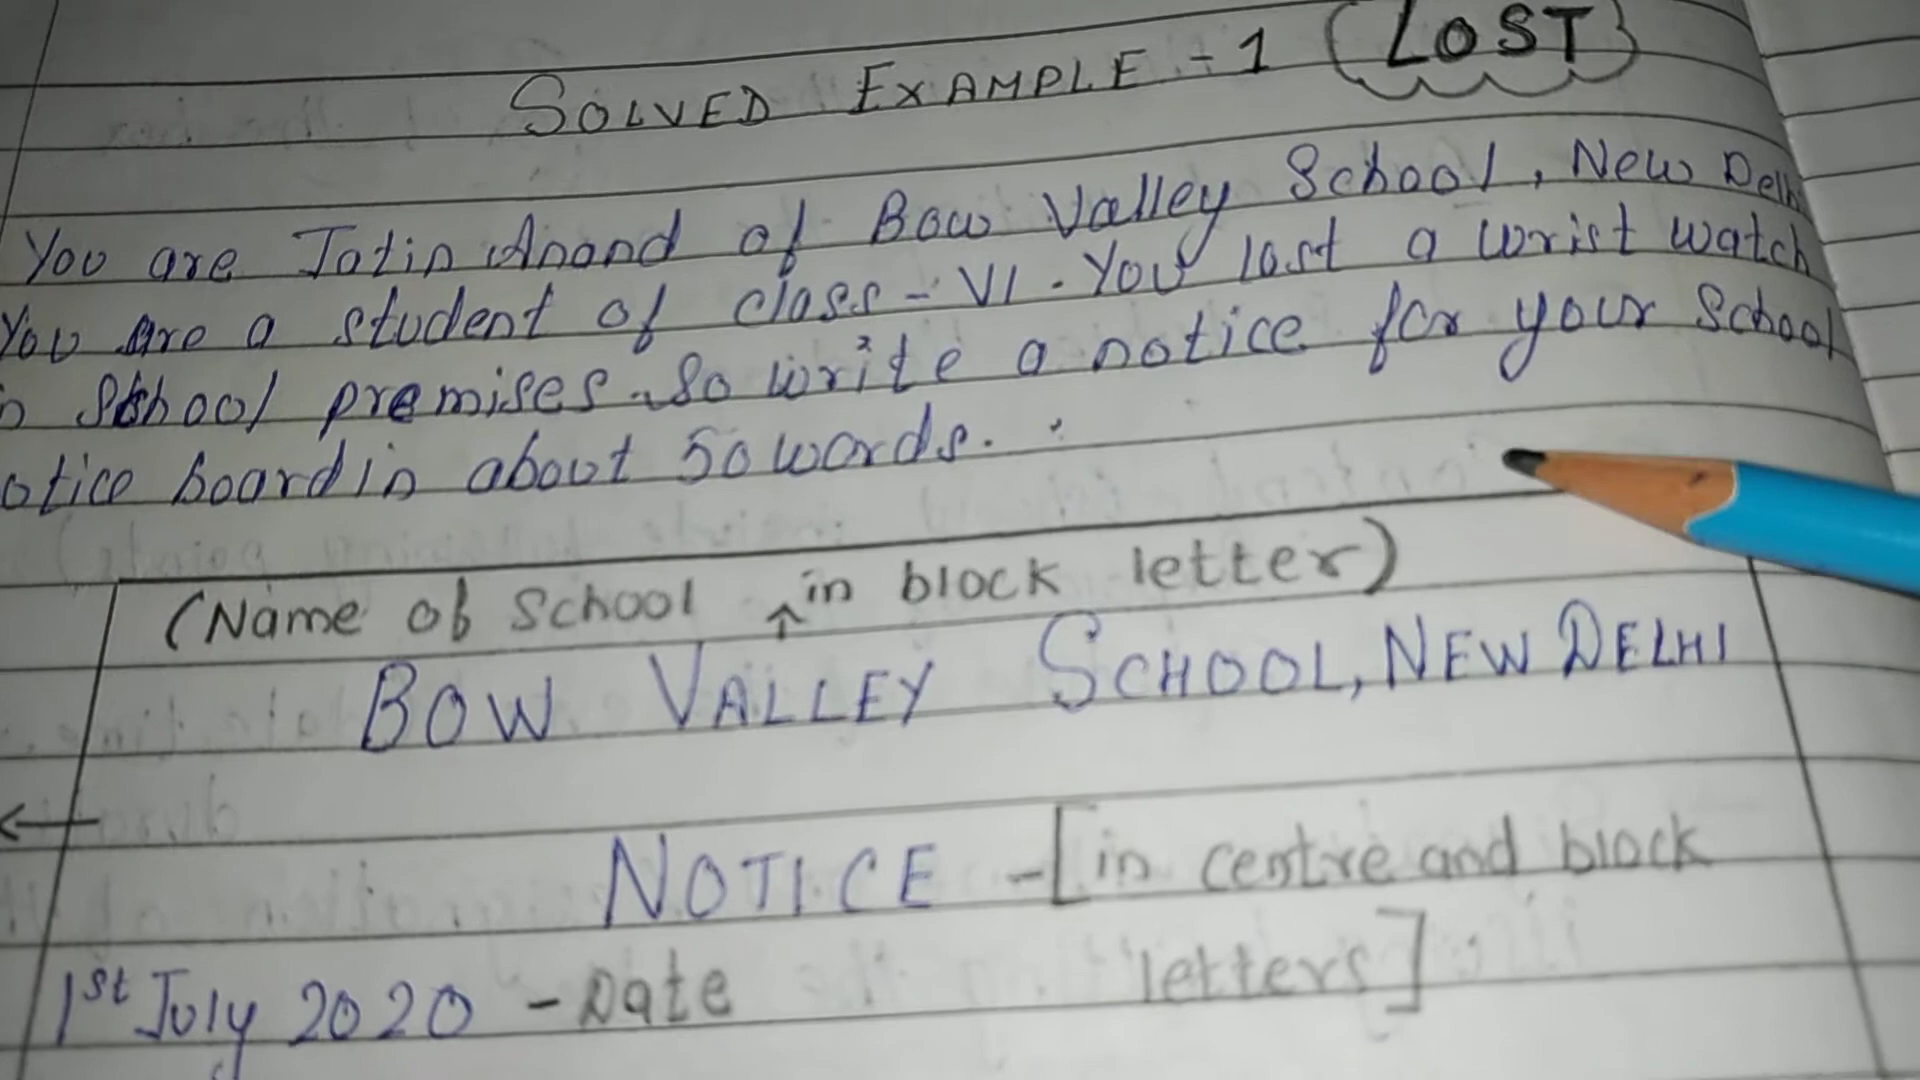 SOLVED EXAMPLE - 1 (LOST)
You are Jatin Anand of Bow Valley School, New Delhi
You are a student of class - VI. You lost a wrist watch
n School premises. So write a notice for your School
otice board in about 50 words.
(Name of School ↑in block letter)
BOW VALLEY SCHOOL, NEW DELHI
NOTICE - [in centre and block
letters]
1st July 2020 - Date